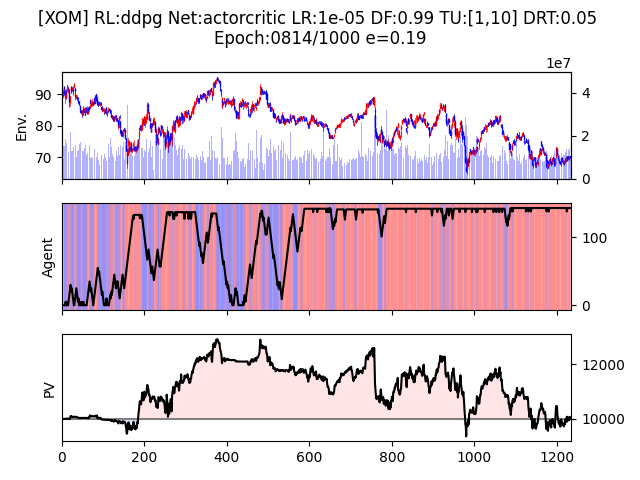 [XOM] RL:ddpg Net:actorcritic LR:1e-05 DF:0.99 TU:[1,10] DRT:0.05
Epoch:0814/1000 e=0.19
1e7
Env.
90
80
70
4
2
0
Agent
100
0
PV
12000
10000
0 200 400 600 800 1000 1200